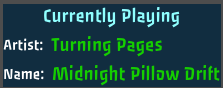 Currently Playing
Artist: Turning Pages
Name: Midnight Pillow Drift